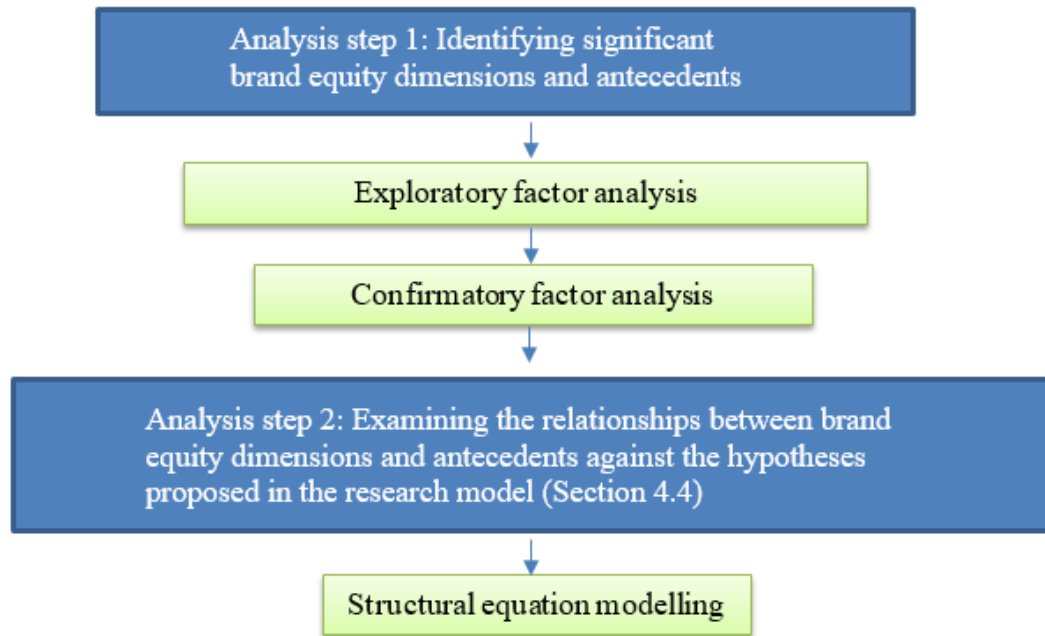 Analysis step 1: Identifying significant
brand equity dimensions and antecedents
Exploratory factor analysis
Confirmatory factor analysis
Analysis step 2: Examining the relationships between brand
equity dimensions and antecedents against the hypotheses
proposed in the research model (Section 4.4)
Structural equation modelling